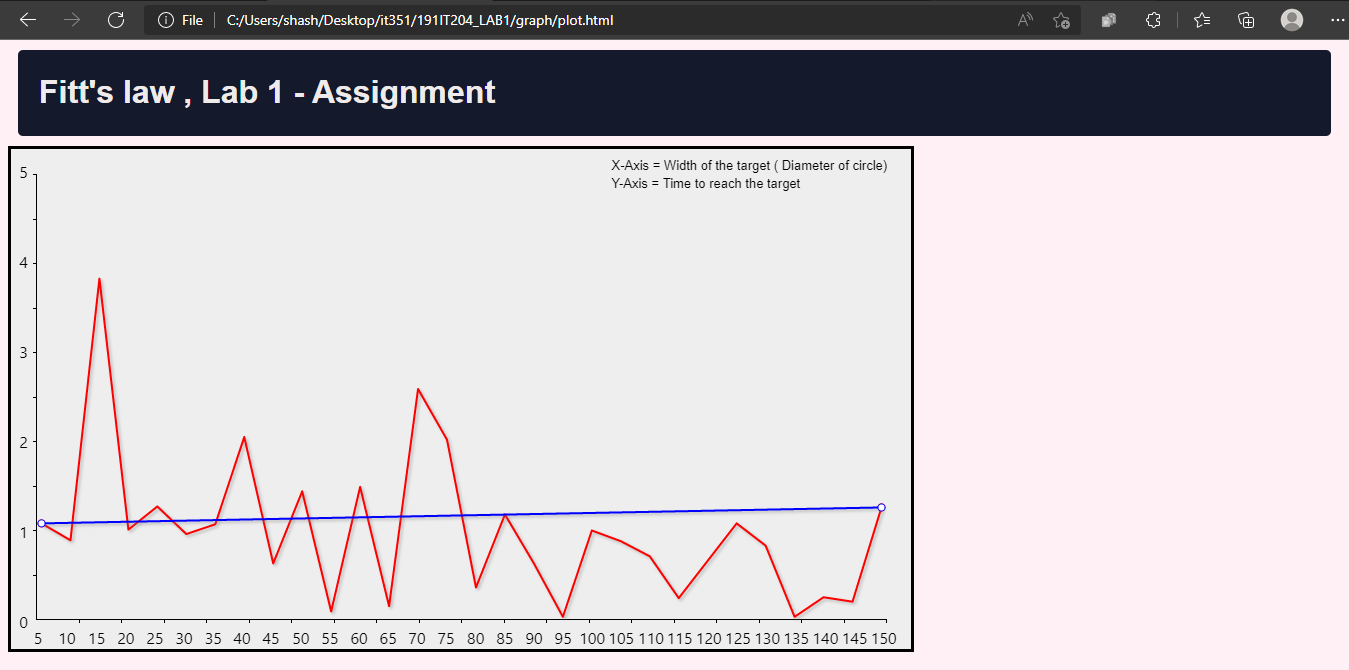 File C:/Users/shash/Desktop/it351/191IT204_LAB1/graph/plot.html
Fitt's law , Lab 1 - Assignment
X-Axis = Width of the target ( Diameter of circle)
Y-Axis = Time to reach the target
5
4
3
2
1
0
5 10 15 20 25 30 35 40 45 50 55 60 65 70 75 80 85 90 95 100 105 110 115 120 125 130 135 140 145 150